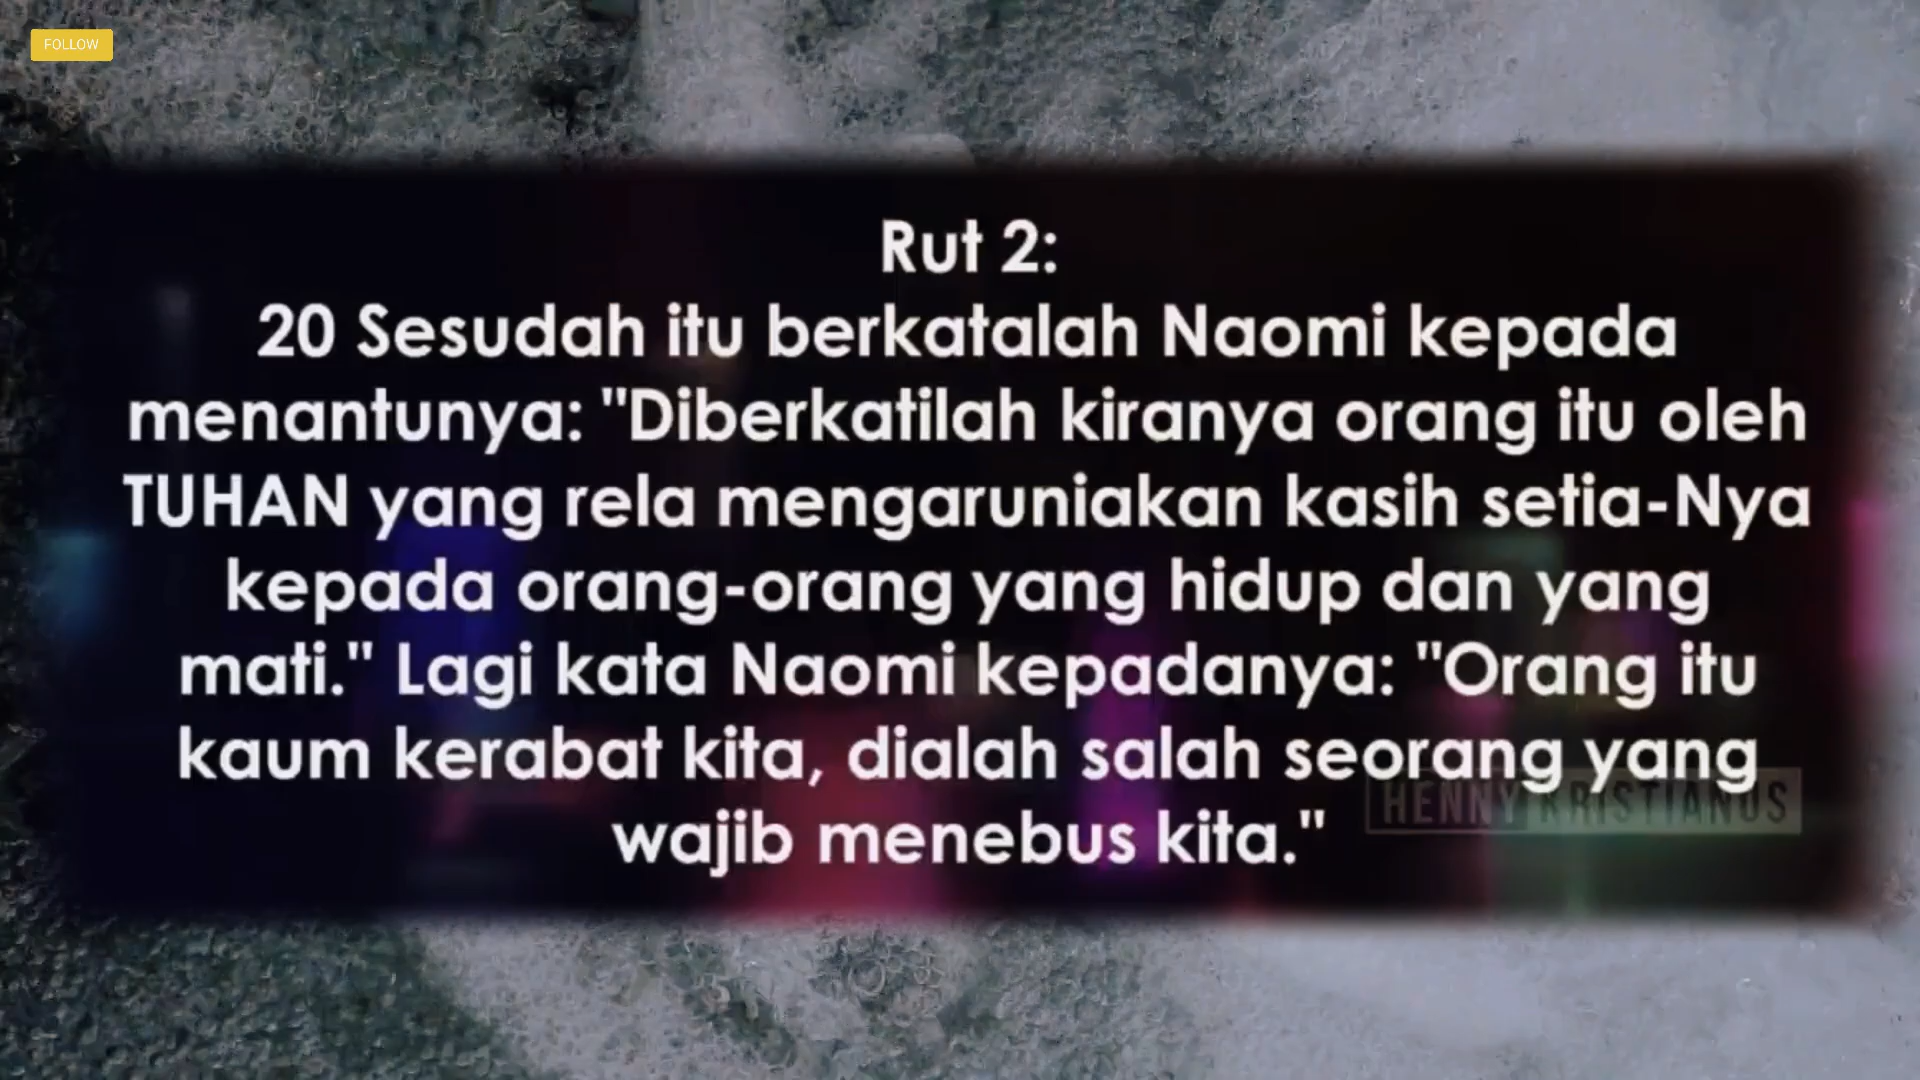 FOLLOW
Rut 2:
20 Sesudah itu berkatalah Naomi kepada
menantunya: "Diberkatilah kiranya orang itu oleh
TUHAN yang rela mengaruniakan kasih setia-Nya
kepada orang-orang yang hidup dan yang
mati." Lagi kata Naomi kepadanya: "Orang itu
kaum kerabat kita, dialah salah seorang yang
wajib menebus kita."
HENNY KRISTIANUS